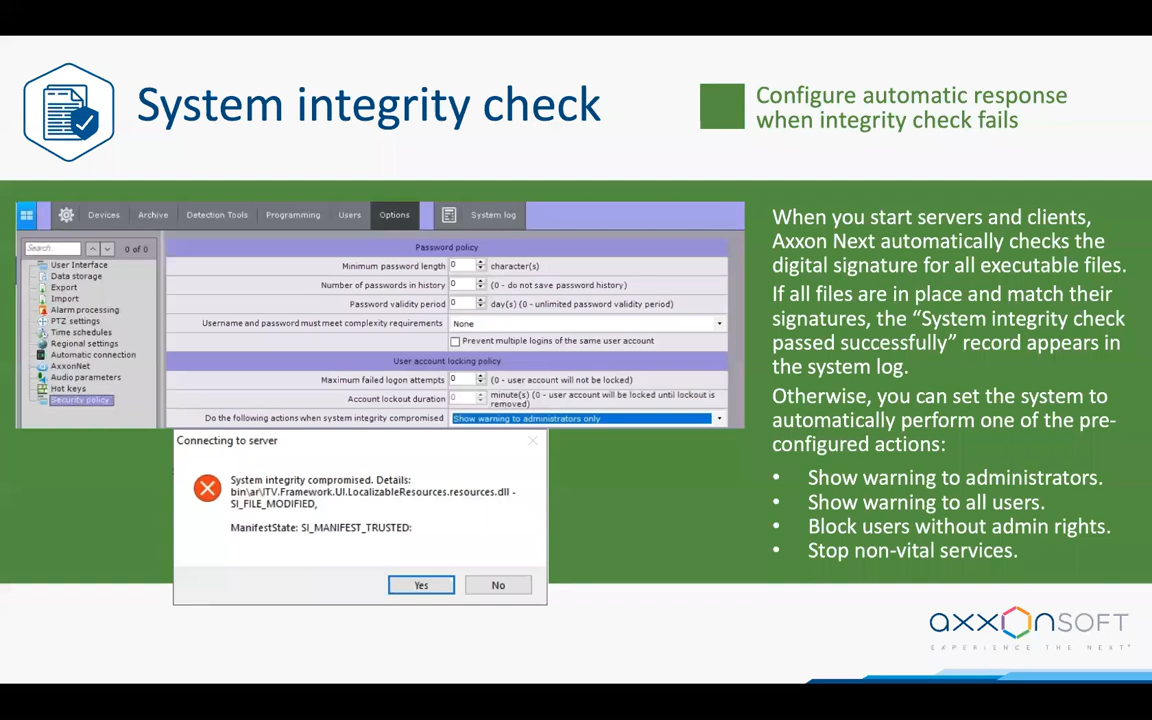 System integrity check
Configure automatic response
when integrity check fails
Devices
Archive
Detection Tools
Programming
Users
Options
System log
Search...
0 of 0
User Interface
Data storage
Export
Import
Alarm processing
PTZ settings
Time schedules
Regional settings
Automatic connection
AxxonNet
Audio parameters
Hot keys
Security policy
Password policy
Minimum password length 0 character(s)
Number of passwords in history 0 (0 - do not save password history)
Password validity period 0 day(s) (0 - unlimited password validity period)
Username and password must meet complexity requirements None
Prevent multiple logins of the same user account
User account locking policy
Maximum failed logon attempts 0 (0 - user account will not be locked)
Account lockout duration 0 minute(s) (0 - user account will be locked until lockout is
removed)
Do the following actions when system integrity compromised Show warning to administrators only
Connecting to server
System integrity compromised. Details:
bin\ar\ITV.Framework.UI.LocalizableResources.resources.dll -
SI_FILE_MODIFIED,
ManifestState: SI_MANIFEST_TRUSTED:
Yes
No
When you start servers and clients,
Axxon Next automatically checks the
digital signature for all executable files.
If all files are in place and match their
signatures, the “System integrity check
passed successfully” record appears in
the system log.
Otherwise, you can set the system to
automatically perform one of the pre-
configured actions:
• Show warning to administrators.
• Show warning to all users.
• Block users without admin rights.
• Stop non-vital services.
axxonsoft
EXPERIENCE THE NEXT